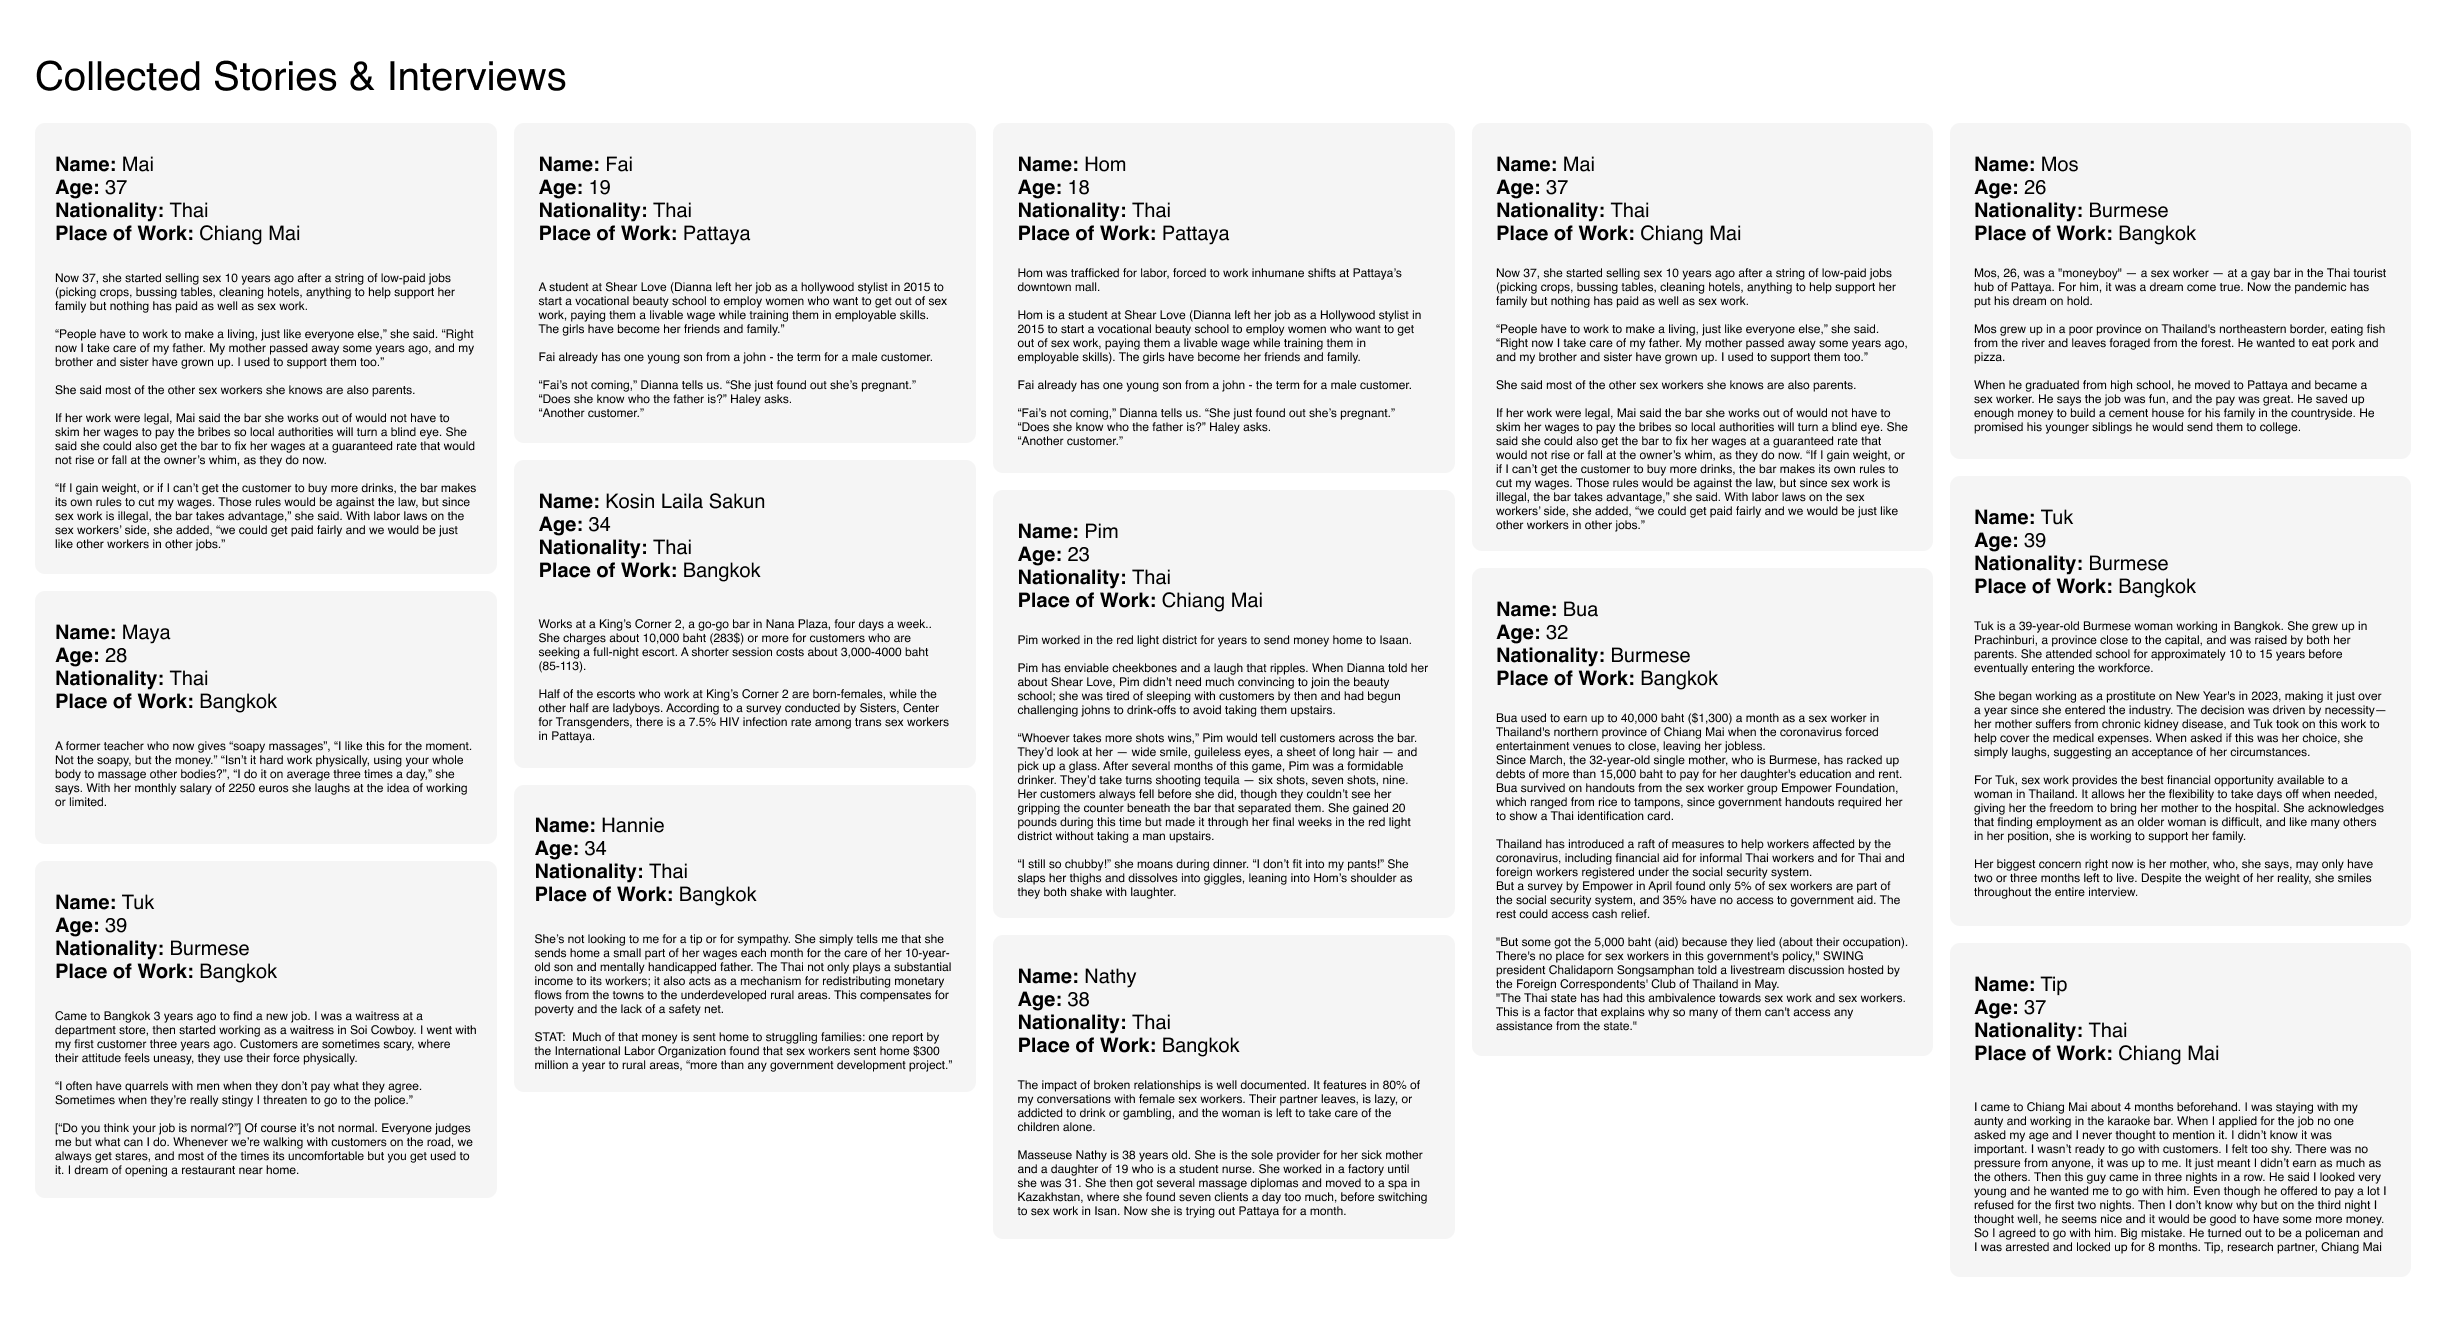 Collected Stories & Interviews
Name: Mai
Age: 37
Nationality: Thai
Place of Work: Chiang Mai
Now 37, she started selling sex 10 years ago after a string of low-paid jobs
(picking crops, bussing tables, cleaning hotels, anything to help support her
family but nothing has paid as well as sex work.
“People have to work to make a living, just like everyone else,” she said. “Right
now I take care of my father. My mother passed away some years ago, and my
brother and sister have grown up. I used to support them too.”
She said most of the other sex workers she knows are also parents.
If her work were legal, Mai said the bar she works out of would not have to
skim her wages to pay the bribes so local authorities will turn a blind eye. She
said she could also get the bar to fix her wages at a guaranteed rate that would
not rise or fall at the owner’s whim, as they do now.
“If I gain weight, or if I can’t get the customer to buy more drinks, the bar makes
its own rules to cut my wages. Those rules would be against the law, but since
sex work is illegal, the bar takes advantage,” she said. With labor laws on the
sex workers’ side, she added, “we could get paid fairly and we would be just
like other workers in other jobs.”
Name: Maya
Age: 28
Nationality: Thai
Place of Work: Bangkok
A former teacher who now gives “soapy massages”, “I like this for the moment.
Not the soapy, but the money.” “Isn’t it hard work physically, using your whole
body to massage other bodies?”, “I do it on average three times a day,” she
says. With her monthly salary of 2250 euros she laughs at the idea of working
or limited.
Name: Tuk
Age: 39
Nationality: Burmese
Place of Work: Bangkok
Came to Bangkok 3 years ago to find a new job. I was a waitress at a
department store, then started working as a waitress in Soi Cowboy. I went with
my first customer three years ago. Customers are sometimes scary, where
their attitude feels uneasy, they use their force physically.
“I often have quarrels with men when they don’t pay what they agree.
Sometimes when they’re really stingy I threaten to go to the police.”
[“Do you think your job is normal?”] Of course it’s not normal. Everyone judges
me but what can I do. Whenever we’re walking with customers on the road, we
always get stares, and most of the times its uncomfortable but you get used to
it. I dream of opening a restaurant near home.
Name: Fai
Age: 19
Nationality: Thai
Place of Work: Pattaya
A student at Shear Love (Dianna left her job as a hollywood stylist in 2015 to
start a vocational beauty school to employ women who want to get out of sex
work, paying them a livable wage while training them in employable skills.
The girls have become her friends and family.”
Fai already has one young son from a john - the term for a male customer.
“Fai’s not coming,” Dianna tells us. “She just found out she’s pregnant.”
“Does she know who the father is?” Haley asks.
“Another customer.”
Name: Kosin Laila Sakun
Age: 34
Nationality: Thai
Place of Work: Bangkok
Works at a King’s Corner 2, a go-go bar in Nana Plaza, four days a week..
She charges about 10,000 baht (283$) or more for customers who are
seeking a full-night escort. A shorter session costs about 3,000-4000 baht
(85-113).
Half of the escorts who work at King’s Corner 2 are born-females, while the
other half are ladyboys. According to a survey conducted by Sisters, Center
for Transgenders, there is a 7.5% HIV infection rate among trans sex workers
in Pattaya.
Name: Hannie
Age: 34
Nationality: Thai
Place of Work: Bangkok
She’s not looking to me for a tip or for sympathy. She simply tells me that she
sends home a small part of her wages each month for the care of her 10-year-
old son and mentally handicapped father. The Thai not only plays a substantial
income to its workers; it also acts as a mechanism for redistributing monetary
flows from the towns to the underdeveloped rural areas. This compensates for
poverty and the lack of a safety net.
STAT:  Much of that money is sent home to struggling families: one report by
the International Labor Organization found that sex workers sent home $300
million a year to rural areas, “more than any government development project.”
Name: Hom
Age: 18
Nationality: Thai
Place of Work: Pattaya
Hom was trafficked for labor, forced to work inhumane shifts at Pattaya’s
downtown mall.
Hom is a student at Shear Love (Dianna left her job as a Hollywood stylist in
2015 to start a vocational beauty school to employ women who want to get
out of sex work, paying them a livable wage while training them in
employable skills). The girls have become her friends and family.
Fai already has one young son from a john - the term for a male customer.
“Fai’s not coming,” Dianna tells us. “She just found out she’s pregnant.”
“Does she know who the father is?” Haley asks.
“Another customer.”
Name: Pim
Age: 23
Nationality: Thai
Place of Work: Chiang Mai
Pim worked in the red light district for years to send money home to Isaan.
Pim has enviable cheekbones and a laugh that ripples. When Dianna told her
about Shear Love, Pim didn’t need much convincing to join the beauty
school; she was tired of sleeping with customers by then and had begun
challenging johns to drink-offs to avoid taking them upstairs.
“Whoever takes more shots wins,” Pim would tell customers across the bar.
They’d look at her — wide smile, guileless eyes, a sheet of long hair — and
pick up a glass. After several months of this game, Pim was a formidable
drinker. They’d take turns shooting tequila — six shots, seven shots, nine.
Her customers always fell before she did, though they couldn’t see her
gripping the counter beneath the bar that separated them. She gained 20
pounds during this time but made it through her final weeks in the red light
district without taking a man upstairs.
“I still so chubby!” she moans during dinner. “I don’t fit into my pants!” She
slaps her thighs and dissolves into giggles, leaning into Hom’s shoulder as
they both shake with laughter.
Name: Nathy
Age: 38
Nationality: Thai
Place of Work: Bangkok
The impact of broken relationships is well documented. It features in 80% of
my conversations with female sex workers. Their partner leaves, is lazy, or
addicted to drink or gambling, and the woman is left to take care of the
children alone.
Masseuse Nathy is 38 years old. She is the sole provider for her sick mother
and a daughter of 19 who is a student nurse. She worked in a factory until
she was 31. She then got several massage diplomas and moved to a spa in
Kazakhstan, where she found seven clients a day too much, before switching
to sex work in Isan. Now she is trying out Pattaya for a month.
Name: Mai
Age: 37
Nationality: Thai
Place of Work: Chiang Mai
Now 37, she started selling sex 10 years ago after a string of low-paid jobs
(picking crops, bussing tables, cleaning hotels, anything to help support her
family but nothing has paid as well as sex work.
“People have to work to make a living, just like everyone else,” she said.
“Right now I take care of my father. My mother passed away some years ago,
and my brother and sister have grown up. I used to support them too.”
She said most of the other sex workers she knows are also parents.
If her work were legal, Mai said the bar she works out of would not have to
skim her wages to pay the bribes so local authorities will turn a blind eye. She
said she could also get the bar to fix her wages at a guaranteed rate that
would not rise or fall at the owner’s whim, as they do now. “If I gain weight, or
if I can’t get the customer to buy more drinks, the bar makes its own rules to
cut my wages. Those rules would be against the law, but since sex work is
illegal, the bar takes advantage,” she said. With labor laws on the sex
workers’ side, she added, “we could get paid fairly and we would be just like
other workers in other jobs.”
Name: Bua
Age: 32
Nationality: Burmese
Place of Work: Bangkok
Bua used to earn up to 40,000 baht ($1,300) a month as a sex worker in
Thailand's northern province of Chiang Mai when the coronavirus forced
entertainment venues to close, leaving her jobless.
Since March, the 32-year-old single mother, who is Burmese, has racked up
debts of more than 15,000 baht to pay for her daughter's education and rent.
Bua survived on handouts from the sex worker group Empower Foundation,
which ranged from rice to tampons, since government handouts required her
to show a Thai identification card.
Thailand has introduced a raft of measures to help workers affected by the
coronavirus, including financial aid for informal Thai workers and for Thai and
foreign workers registered under the social security system.
But a survey by Empower in April found only 5% of sex workers are part of
the social security system, and 35% have no access to government aid. The
rest could access cash relief.
"But some got the 5,000 baht (aid) because they lied (about their occupation).
There's no place for sex workers in this government's policy," SWING
president Chalidaporn Songsamphan told a livestream discussion hosted by
the Foreign Correspondents' Club of Thailand in May.
"The Thai state has had this ambivalence towards sex work and sex workers.
This is a factor that explains why so many of them can't access any
assistance from the state."
Name: Mos
Age: 26
Nationality: Burmese
Place of Work: Bangkok
Mos, 26, was a "moneyboy" — a sex worker — at a gay bar in the Thai tourist
hub of Pattaya. For him, it was a dream come true. Now the pandemic has
put his dream on hold.
Mos grew up in a poor province on Thailand's northeastern border, eating fish
from the river and leaves foraged from the forest. He wanted to eat pork and
pizza.
When he graduated from high school, he moved to Pattaya and became a
sex worker. He says the job was fun, and the pay was great. He saved up
enough money to build a cement house for his family in the countryside. He
promised his younger siblings he would send them to college.
Name: Tuk
Age: 39
Nationality: Burmese
Place of Work: Bangkok
Tuk is a 39-year-old Burmese woman working in Bangkok. She grew up in
Prachinburi, a province close to the capital, and was raised by both her
parents. She attended school for approximately 10 to 15 years before
eventually entering the workforce.
She began working as a prostitute on New Year's in 2023, making it just over
a year since she entered the industry. The decision was driven by necessity—
her mother suffers from chronic kidney disease, and Tuk took on this work to
help cover the medical expenses. When asked if this was her choice, she
simply laughs, suggesting an acceptance of her circumstances.
For Tuk, sex work provides the best financial opportunity available to a
woman in Thailand. It allows her the flexibility to take days off when needed,
giving her the freedom to bring her mother to the hospital. She acknowledges
that finding employment as an older woman is difficult, and like many others
in her position, she is working to support her family.
Her biggest concern right now is her mother, who, she says, may only have
two or three months left to live. Despite the weight of her reality, she smiles
throughout the entire interview.
Name: Tip
Age: 37
Nationality: Thai
Place of Work: Chiang Mai
I came to Chiang Mai about 4 months beforehand. I was staying with my
aunty and working in the karaoke bar. When I applied for the job no one
asked my age and I never thought to mention it. I didn’t know it was
important. I wasn’t ready to go with customers. I felt too shy. There was no
pressure from anyone, it was up to me. It just meant I didn’t earn as much as
the others. Then this guy came in three nights in a row. He said I looked very
young and he wanted me to go with him. Even though he offered to pay a lot I
refused for the first two nights. Then I don’t know why but on the third night I
thought well, he seems nice and it would be good to have some more money.
So I agreed to go with him. Big mistake. He turned out to be a policeman and
I was arrested and locked up for 8 months. Tip, research partner, Chiang Mai